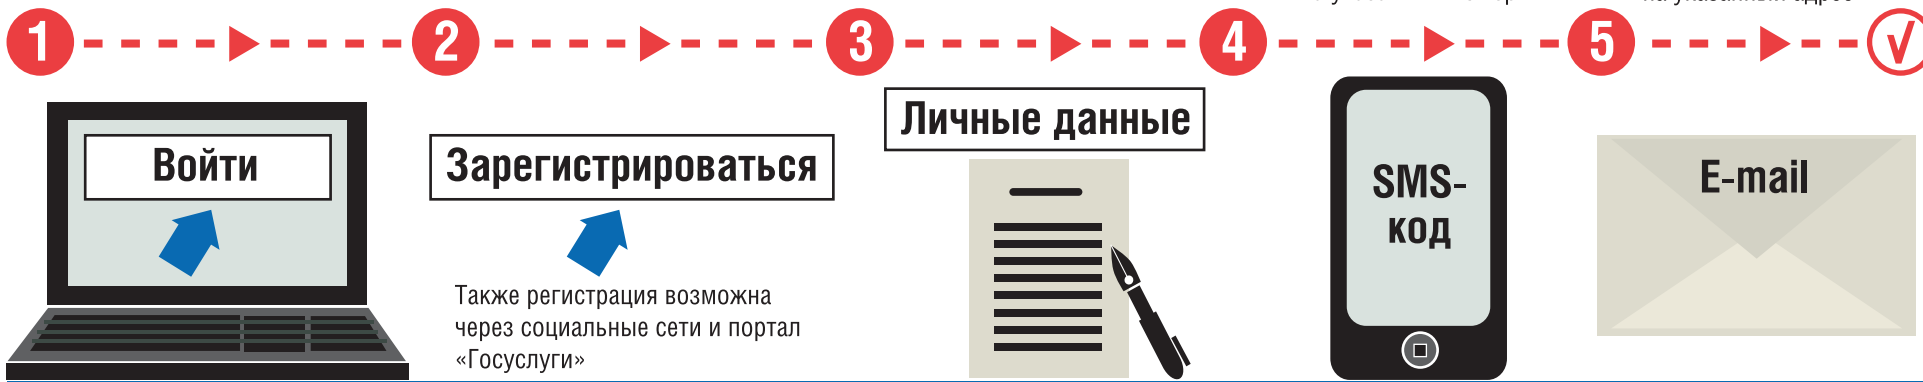 1
2
3
4
5
√
Войти
Зарегистрироваться
Также регистрация возможна
через социальные сети и портал
«Госуслуги»
Личные данные
SMS-
код
E-mail